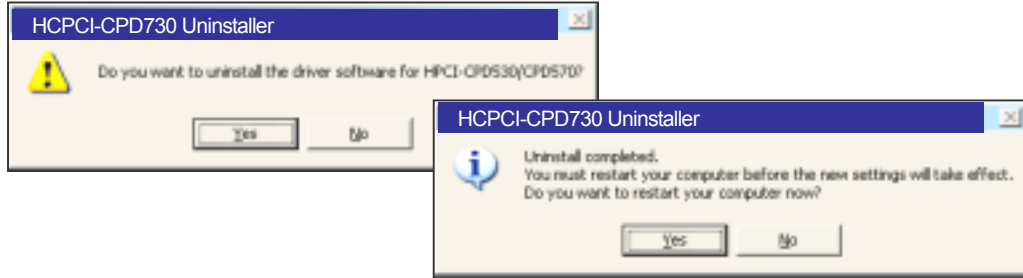 HCPCI-CPD730 Uninstaller
Do you want to uninstall the driver software for HPCI-CPD530/CPD570?
Yes
No
HCPCI-CPD730 Uninstaller
Uninstall completed.
You must restart your computer before the new settings will take effect.
Do you want to restart your computer now?
Yes
No